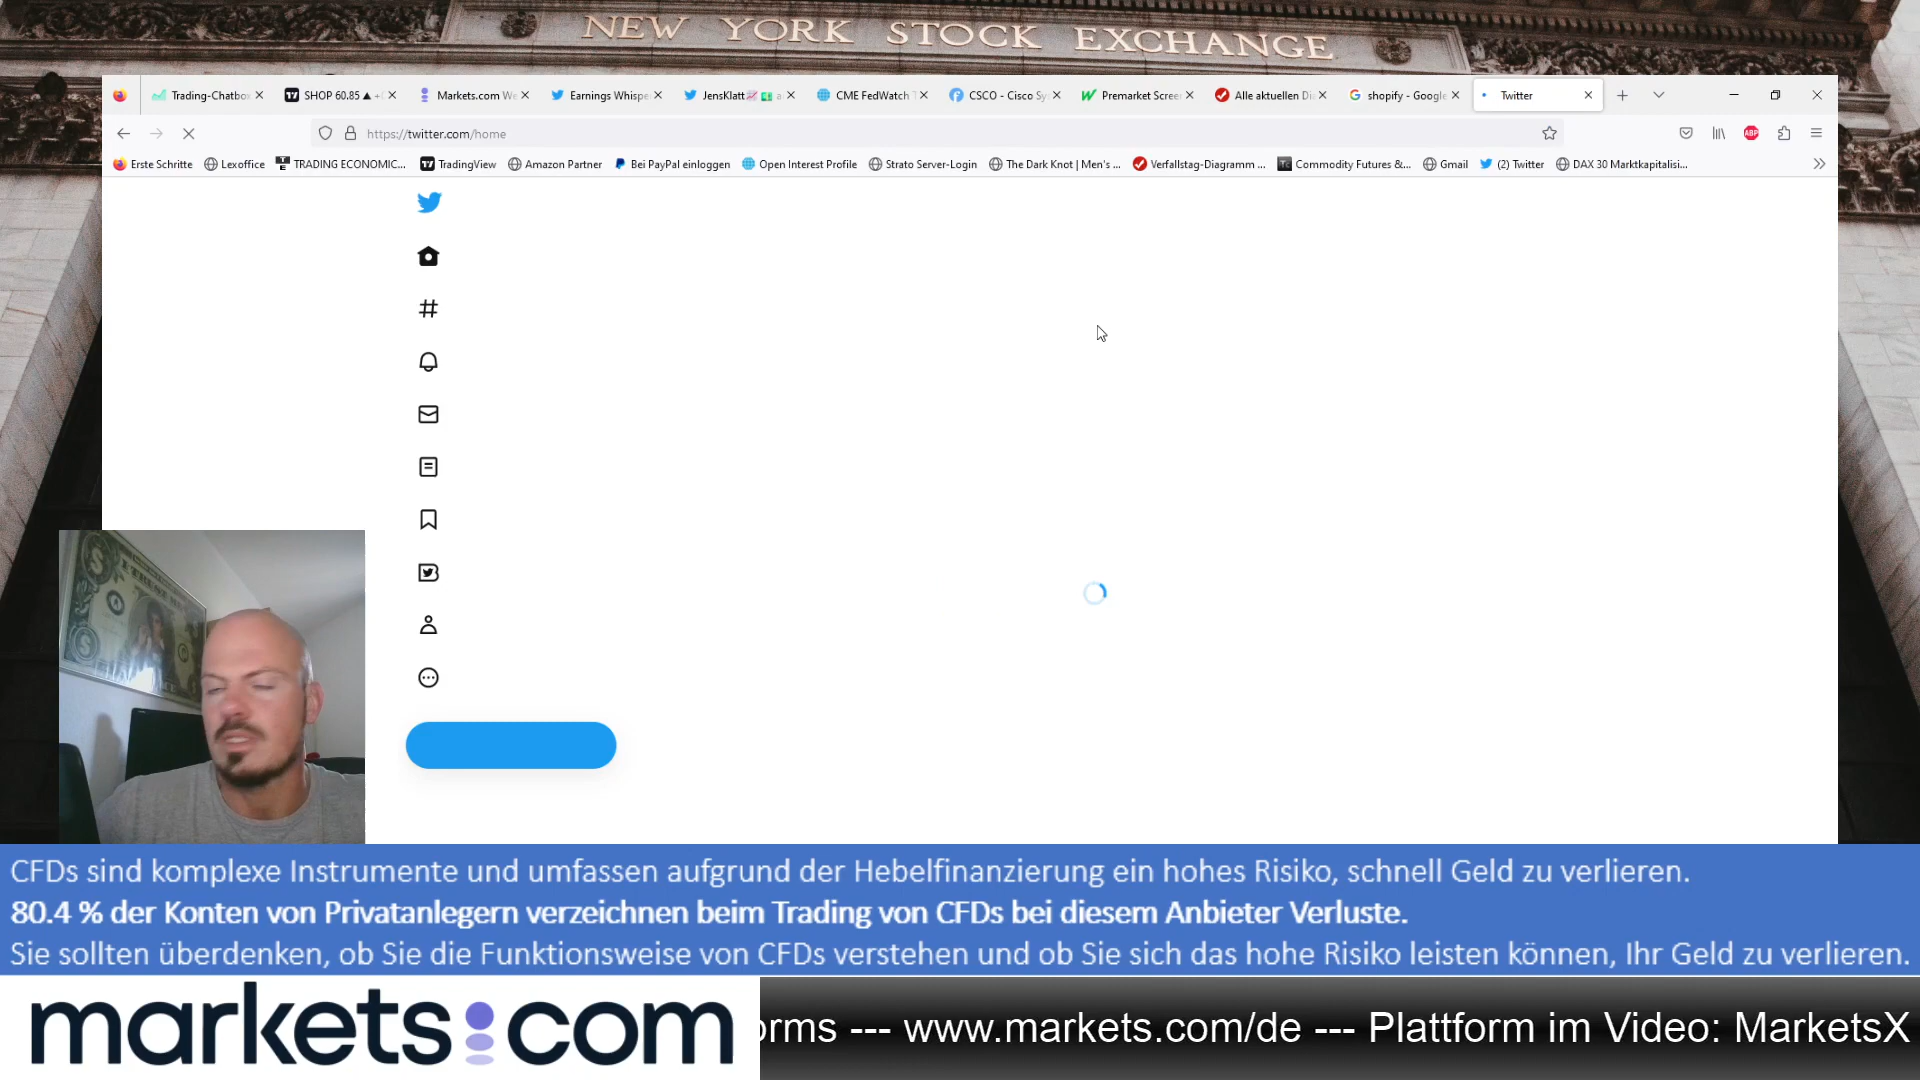 NEW YORK STOCK EXCHANGE
Trading-Chatbox
SHOP 60.85 ▲ +
Markets.com We
Earnings Whispe
JensKlatt
CME FedWatch T
CSCO - Cisco Sy
Premarket Scree
Alle aktuellen Di
shopify - Google
Twitter
https://twitter.com/home
ABP
Erste Schritte
Lexoffice
TRADING ECONOMIC...
TradingView
Amazon Partner
Bei PayPal einloggen
Open Interest Profile
Strato Server-Login
The Dark Knot | Men's ...
Verfallstag-Diagramm ...
Commodity Futures &...
Gmail
(2) Twitter
DAX 30 Marktkapitalisi...
CFDs sind komplexe Instrumente und umfassen aufgrund der Hebelfinanzierung ein hohes Risiko, schnell Geld zu verlieren.
80.4 % der Konten von Privatanlegern verzeichnen beim Trading von CFDs bei diesem Anbieter Verluste.
Sie sollten überdenken, ob Sie die Funktionsweise von CFDs verstehen und ob Sie sich das hohe Risiko leisten können, Ihr Geld zu verlieren.
markets.com
orms --- www.markets.com/de --- Plattform im Video: MarketsX